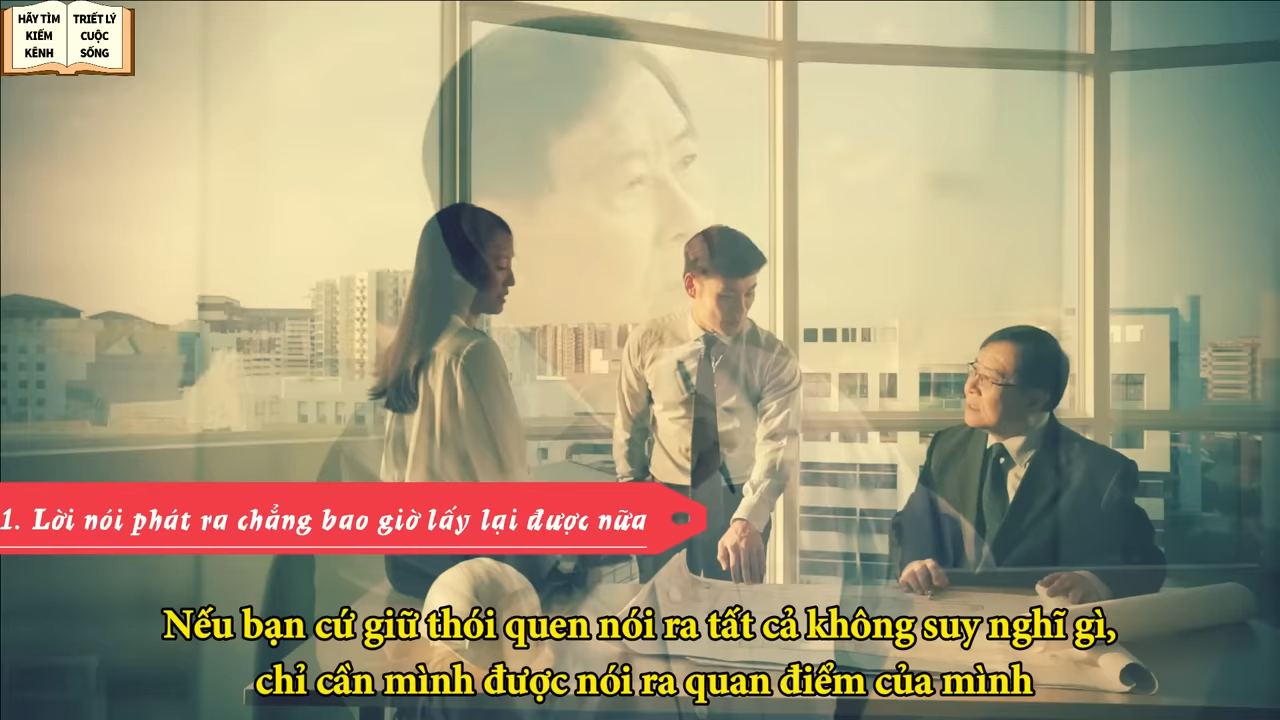 HÃY TÌM
KIẾM
KÊNH
TRIẾT LÝ
CUỘC
SỐNG
1. Lời nói phát ra chẳng bao giờ lấy lại được nữa
Nếu bạn cứ giữ thói quen nói ra tất cả không suy nghĩ gì,
chỉ cần mình được nói ra quan điểm của mình